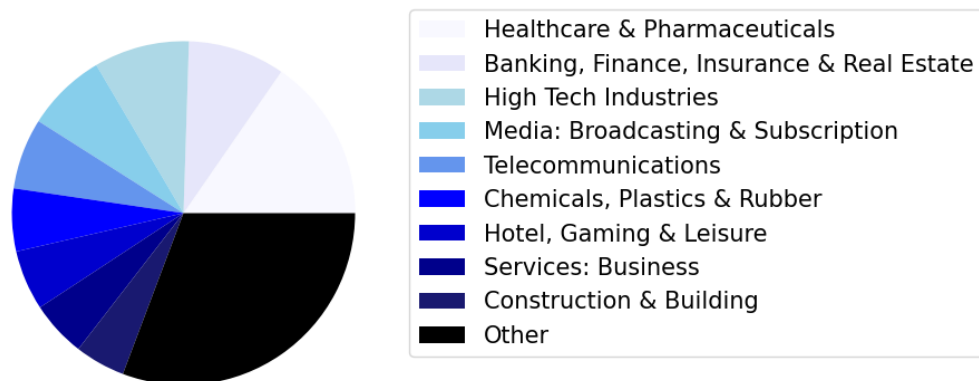 Healthcare & Pharmaceuticals
Banking, Finance, Insurance & Real Estate
High Tech Industries
Media: Broadcasting & Subscription
Telecommunications
Chemicals, Plastics & Rubber
Hotel, Gaming & Leisure
Services: Business
Construction & Building
Other